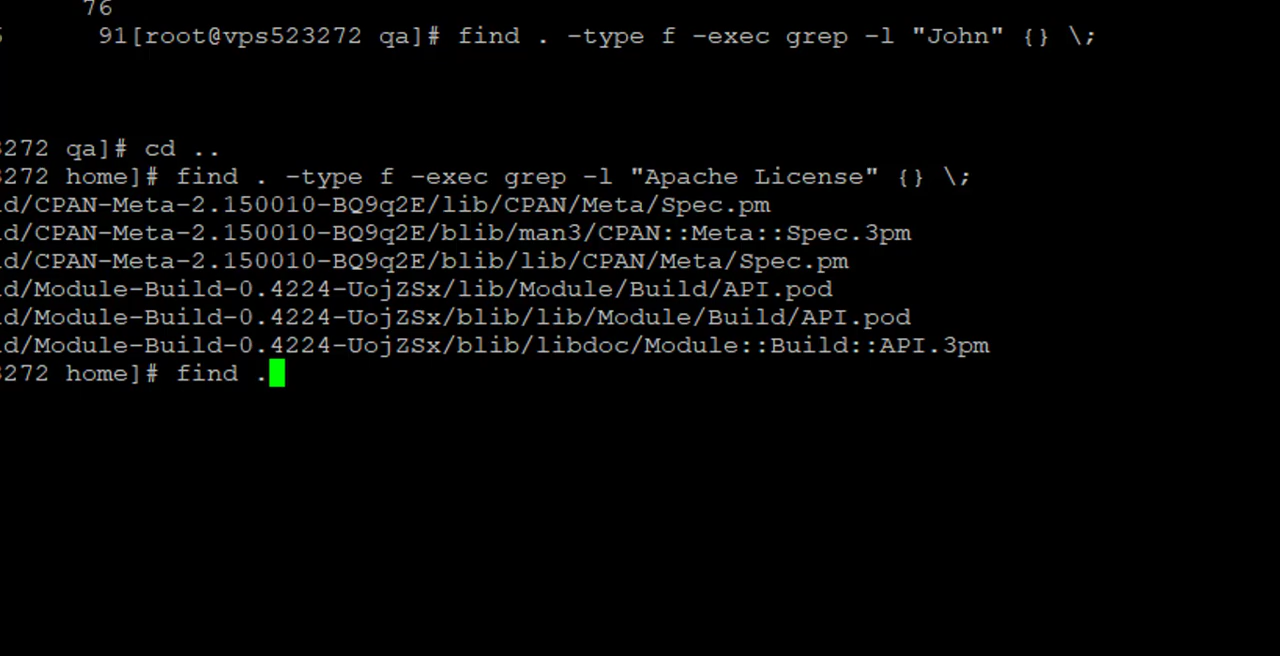 76
91[root@vps523272 qa]# find . -type f -exec grep -l "John" {} \;
3272 qa]# cd ..
3272 home]# find . -type f -exec grep -l "Apache License" {} \;
ld/CPAN-Meta-2.150010-BQ9q2E/lib/CPAN/Meta/Spec.pm
ld/CPAN-Meta-2.150010-BQ9q2E/blib/man3/CPAN::Meta::Spec.3pm
ld/CPAN-Meta-2.150010-BQ9q2E/blib/lib/CPAN/Meta/Spec.pm
ld/Module-Build-0.4224-UojZSx/lib/Module/Build/API.pod
ld/Module-Build-0.4224-UojZSx/blib/lib/Module/Build/API.pod
ld/Module-Build-0.4224-UojZSx/blib/libdoc/Module::Build::API.3pm
3272 home]# find .